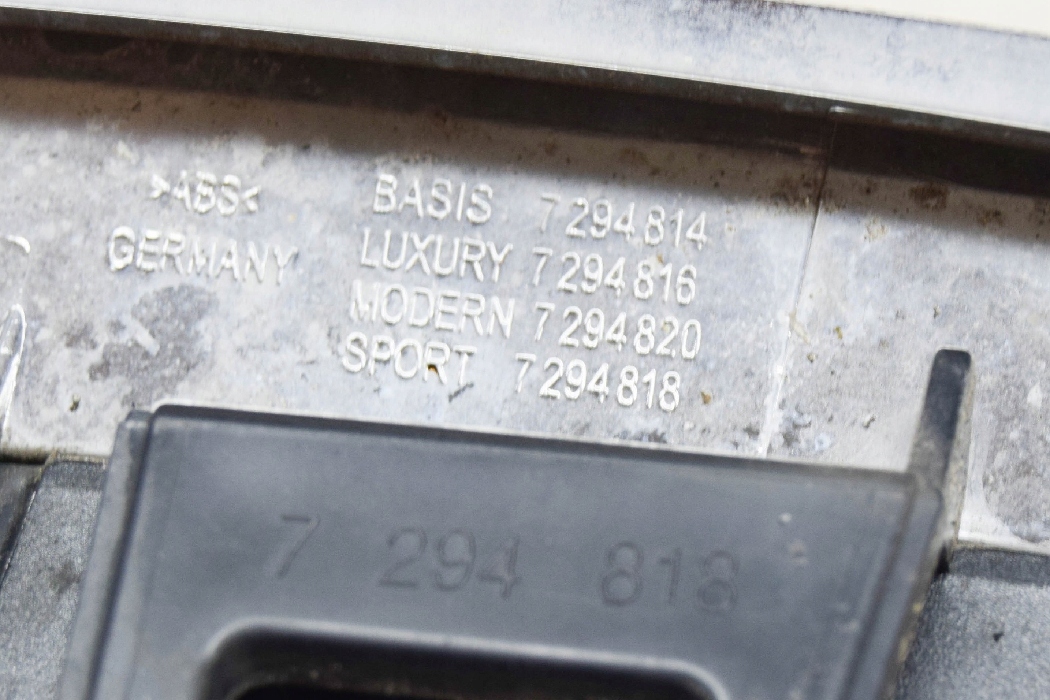 >ABS<
GERMANY
BASIS 7 294 814
LUXURY 7 294 816
MODERN 7 294 820
SPORT 7 294 818
7 294 818